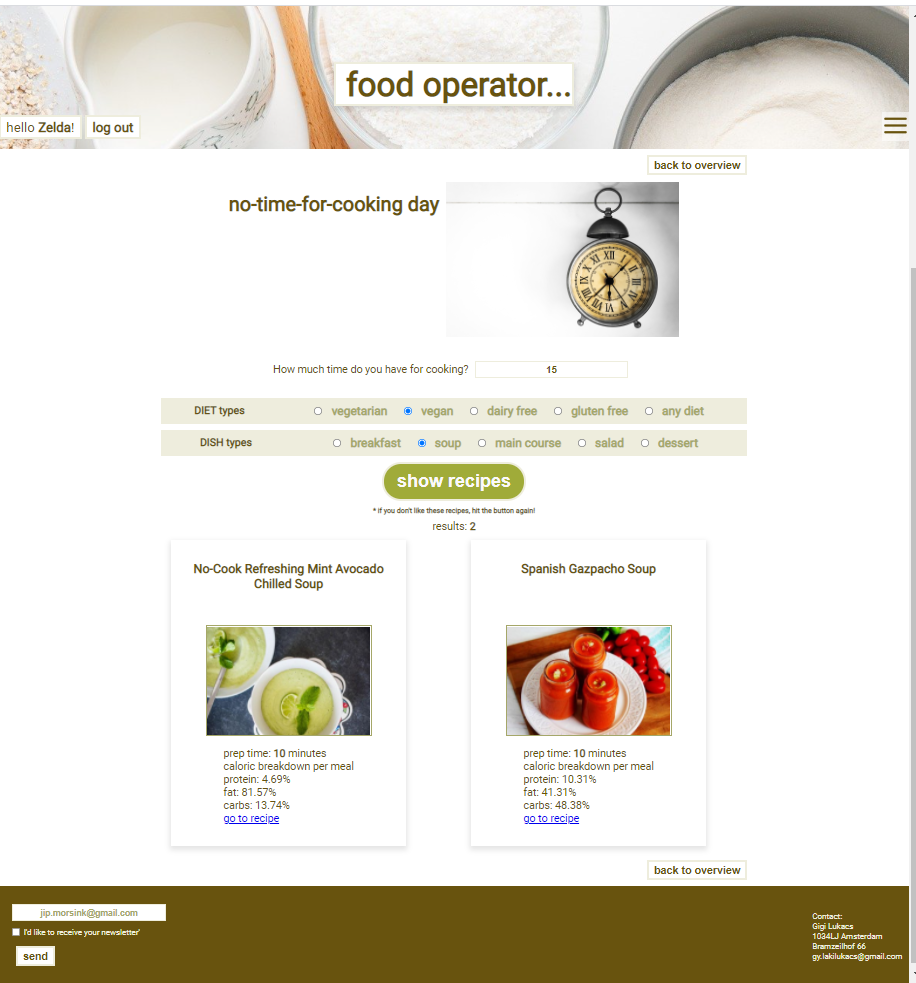 food operator...
hello Zelda! log out
back to overview
no-time-for-cooking day
XII
How much time do you have for cooking? 15
DIET types vegetarian vegan dairy free gluten free any diet
DISH types breakfast soup main course salad dessert
show recipes
* if you don't like these recipes, hit the button again!
results: 2
No-Cook Refreshing Mint Avocado
Chilled Soup
prep time: 10 minutes
caloric breakdown per meal
protein: 4.69%
fat: 81.57%
carbs: 13.74%
go to recipe
Spanish Gazpacho Soup
prep time: 10 minutes
caloric breakdown per meal
protein: 10.31%
fat: 41.31%
carbs: 48.38%
go to recipe
back to overview
jip.morsink@gmail.com
I'd like to receive your newsletter'
send
Contact:
Gigi Lukacs
1034LJ Amsterdam
Bramzeilhof 66
gy.lakilukacs@gmail.com